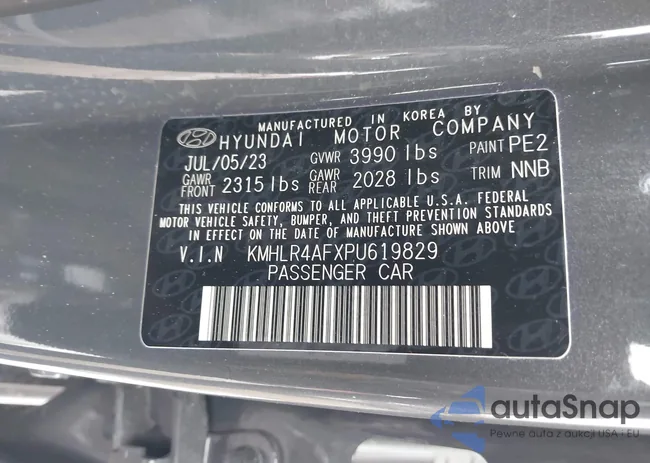 MANUFACTURED IN KOREA BY
HYUNDAI MOTOR COMPANY
JUL/05/23 GVWR 3990 lbs PAINT PE2
GAWR FRONT 2315 lbs GAWR REAR 2028 lbs TRIM NNB
THIS VEHICLE CONFORMS TO ALL APPLICABLE U.S.A. FEDERAL
MOTOR VEHICLE SAFETY, BUMPER, AND THEFT PREVENTION STANDARDS
IN EFFECT ON THE DATE OF MANUFACTURE SHOWN ABOVE
V.I.N KMHLR4AFXPU619829
PASSENGER CAR
autaSnap
Pewne auta z aukcji USA i EU